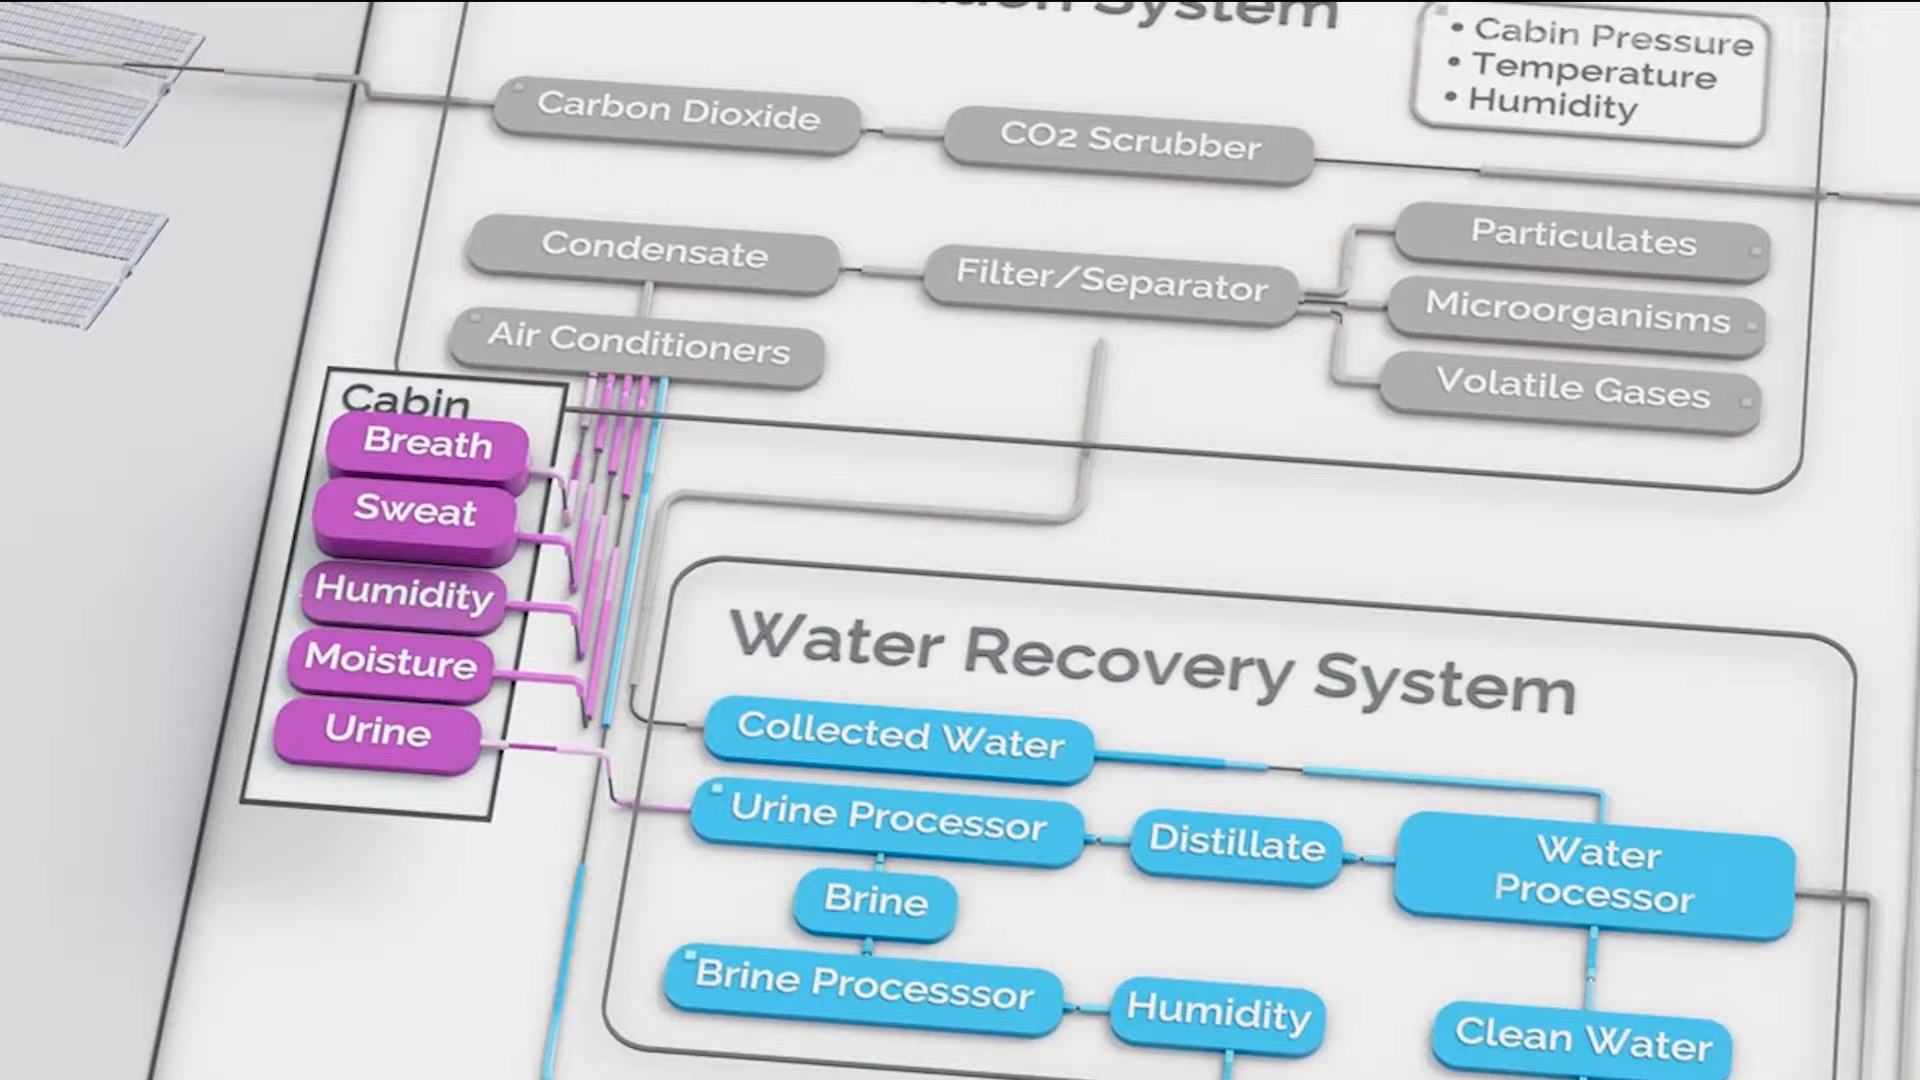 System
• Cabin Pressure
• Temperature
• Humidity
Carbon Dioxide
CO2 Scrubber
Condensate
Filter/Separator
Particulates
Microorganisms
Volatile Gases
Air Conditioners
Cabin
Breath
Sweat
Humidity
Moisture
Urine
Water Recovery System
Collected Water
Urine Processor
Distillate
Water
Processor
Brine
Brine Processsor
Humidity
Clean Water